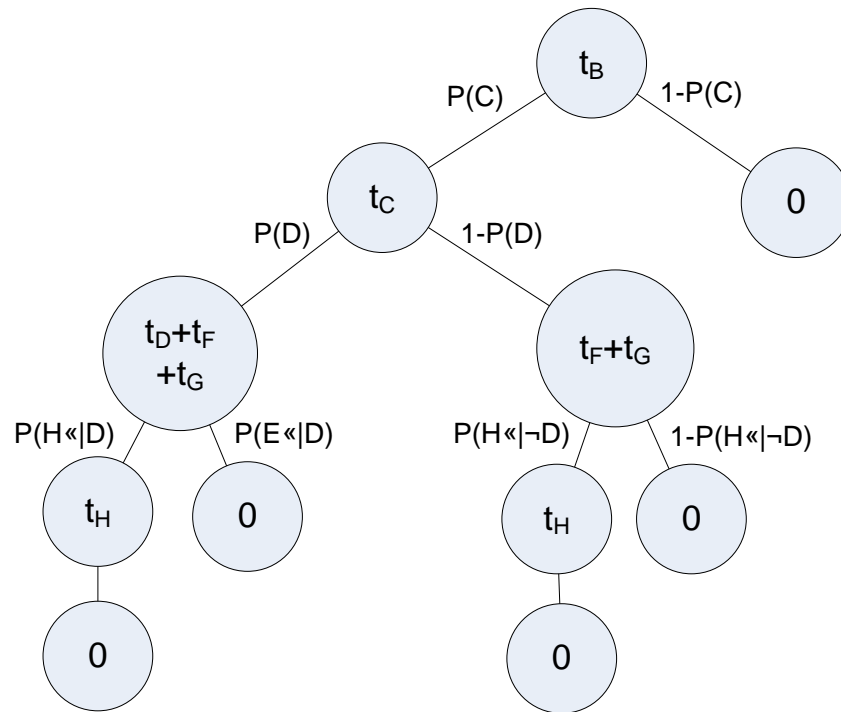 t_B
P(C)
1-P(C)
t_C
0
P(D)
1-P(D)
t_D+t_F
+t_G
t_F+t_G
P(H«|D)
P(E«|D)
P(H«|¬D)
1-P(H«|¬D)
t_H
0
t_H
0
0
0